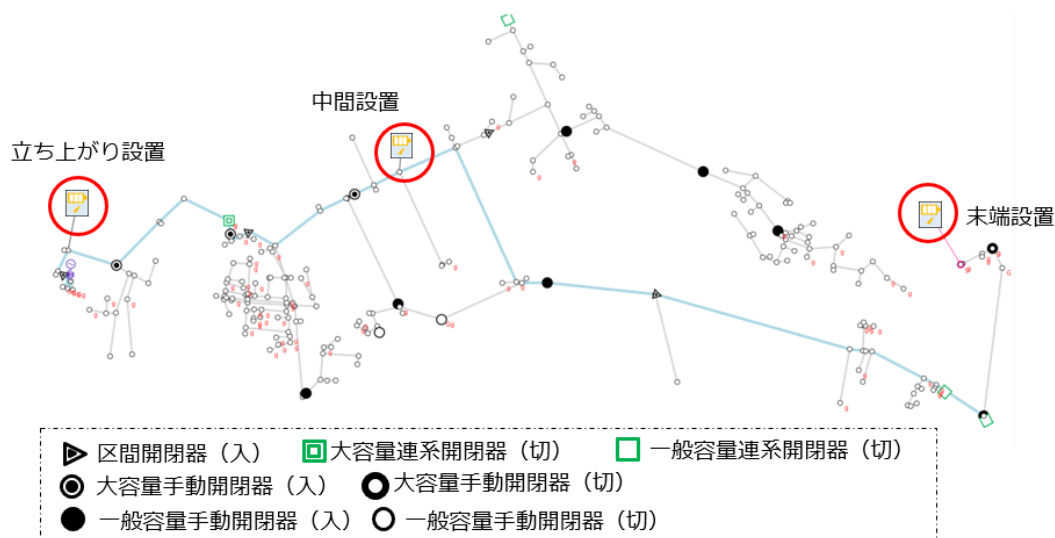 中間設置
立ち上がり設置
末端設置
区間開閉器（入）
大容量連系開閉器（切）
一般容量連系開閉器（切）
大容量手動開閉器（入）
大容量手動開閉器（切）
一般容量手動開閉器（入）
一般容量手動開閉器（切）